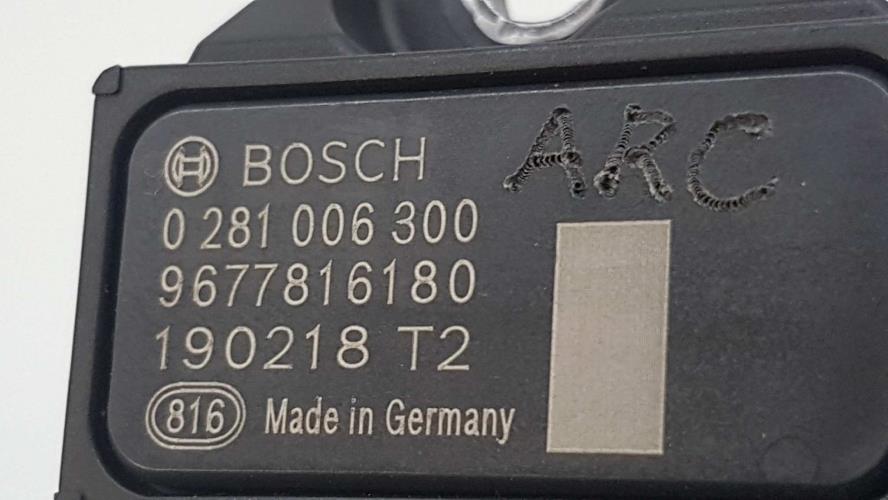 BOSCH
ARC
0 281 006 300
9677816180
190218 T2
816 Made in Germany